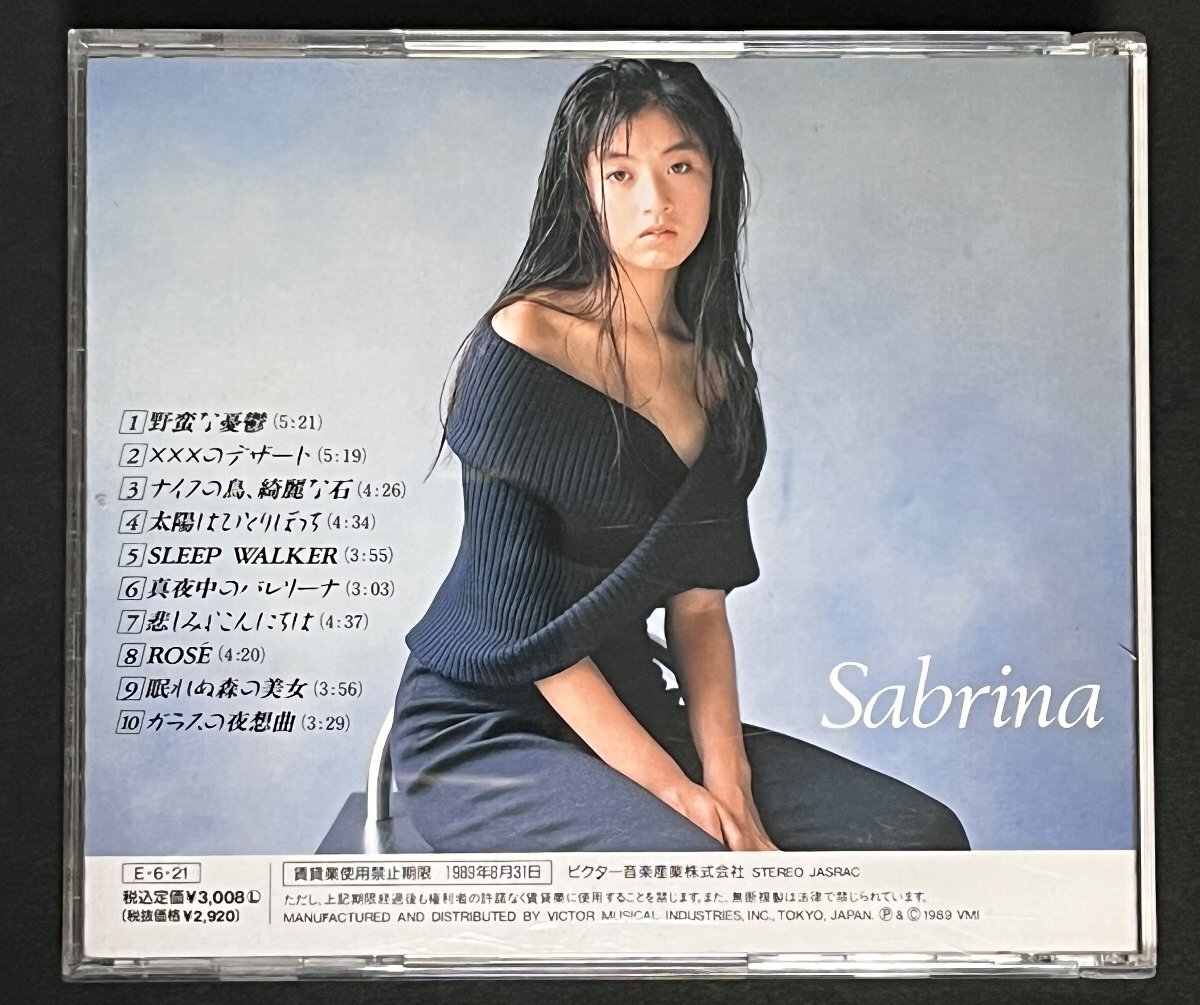 1 野蛮な憂鬱 (5:21)
2 ×××のデザート (5:19)
3 ナイフの鳥、綺麗な石 (4:26)
4 太陽はひとりぼっち (4:34)
5 SLEEP WALKER (3:55)
6 真夜中のバレリーナ (3:03)
7 悲しみよこんにちは (4:37)
8 ROSÉ (4:20)
9 眠れぬ森の美女 (3:56)
10 ガラスの夜想曲 (3:29)
Sabrina
E・6・21
税込定価¥3,008Ⓛ
(税抜価格¥2,920)
賃貸業使用禁止期限 1989年8月31日 ビクター音楽産業株式会社 STEREO JASRAC
ただし、上記期限経過後も権利者の許諾なく賃貸業に使用することを禁じます。また、無断複製は法律で禁じられています。
MANUFACTURED AND DISTRIBUTED BY VICTOR MUSICAL INDUSTRIES, INC., TOKYO, JAPAN. Ⓟ & Ⓒ 1989 VMI